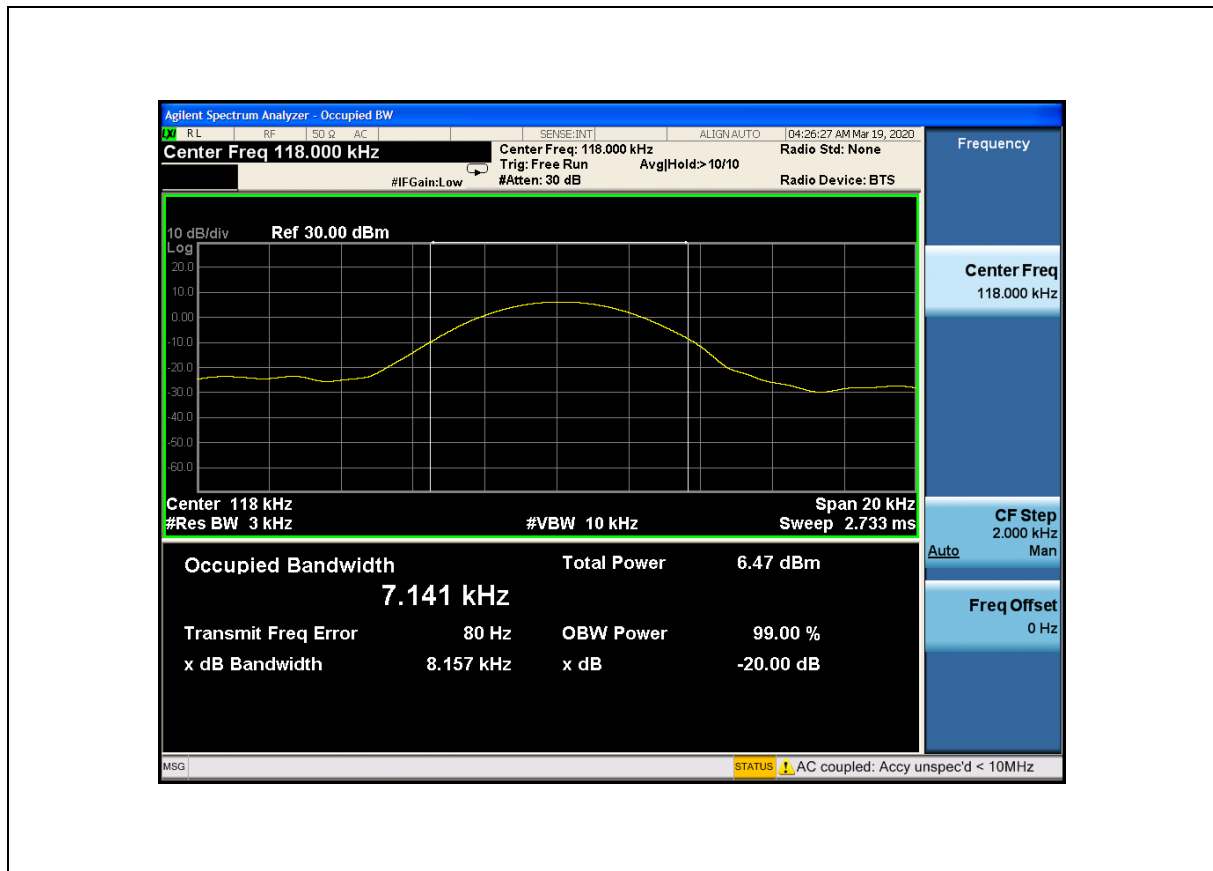 Agilent Spectrum Analyzer - Occupied BW
LXI RL RF 50 Ω AC SENSE:INT ALIGN AUTO 04:26:27 AM Mar 19, 2020
Center Freq 118.000 kHz
Center Freq: 118.000 kHz Radio Std: None
Trig: Free Run Avg|Hold:> 10/10
#IFGain:Low #Atten: 30 dB Radio Device: BTS
10 dB/div Ref 30.00 dBm
Log
20.0
10.0
0.00
-10.0
-20.0
-30.0
-40.0
-50.0
-60.0
Center 118 kHz Span 20 kHz
#Res BW 3 kHz #VBW 10 kHz Sweep 2.733 ms
Occupied Bandwidth Total Power 6.47 dBm
7.141 kHz
Transmit Freq Error 80 Hz OBW Power 99.00 %
x dB Bandwidth 8.157 kHz x dB -20.00 dB
Frequency
Center Freq
118.000 kHz
CF Step
2.000 kHz
Auto Man
Freq Offset
0 Hz
MSG STATUS AC coupled: Accy unspec'd < 10MHz